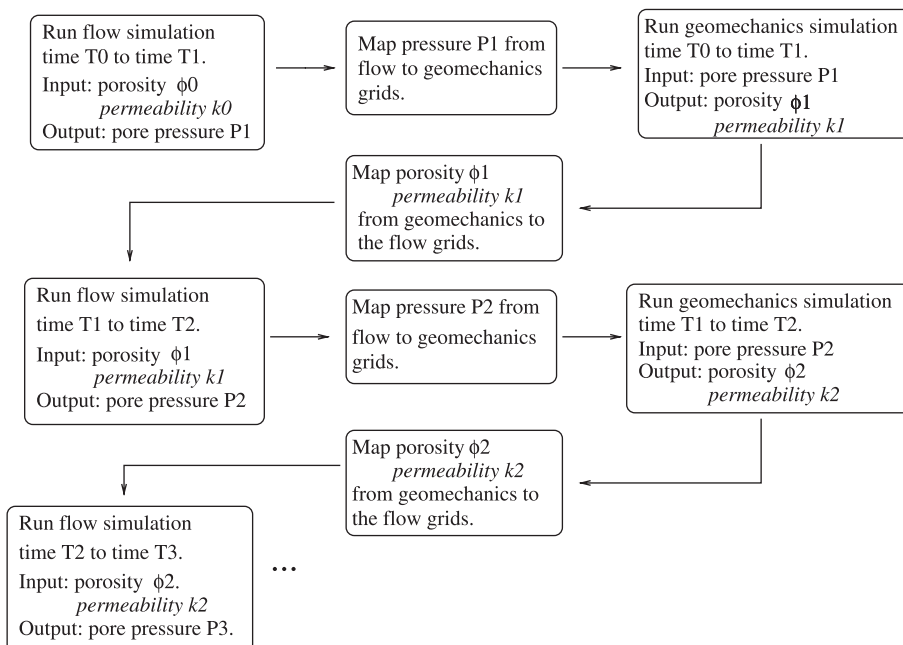 Run flow simulation
time T0 to time T1.
Input: porosity ϕ0
permeability k0
Output: pore pressure P1
Map pressure P1 from
flow to geomechanics
grids.
Run geomechanics simulation
time T0 to time T1.
Input: pore pressure P1
Output: porosity ϕ1
permeability k1
Map porosity ϕ1
permeability k1
from geomechanics to
the flow grids.
Run flow simulation
time T1 to time T2.
Input: porosity ϕ1
permeability k1
Output: pore pressure P2
Map pressure P2 from
flow to geomechanics
grids.
Run geomechanics simulation
time T1 to time T2.
Input: pore pressure P2
Output: porosity ϕ2
permeability k2
Map porosity ϕ2
permeability k2
from geomechanics to
the flow grids.
Run flow simulation
time T2 to time T3.
Input: porosity ϕ2.
permeability k2
Output: pore pressure P3.
...